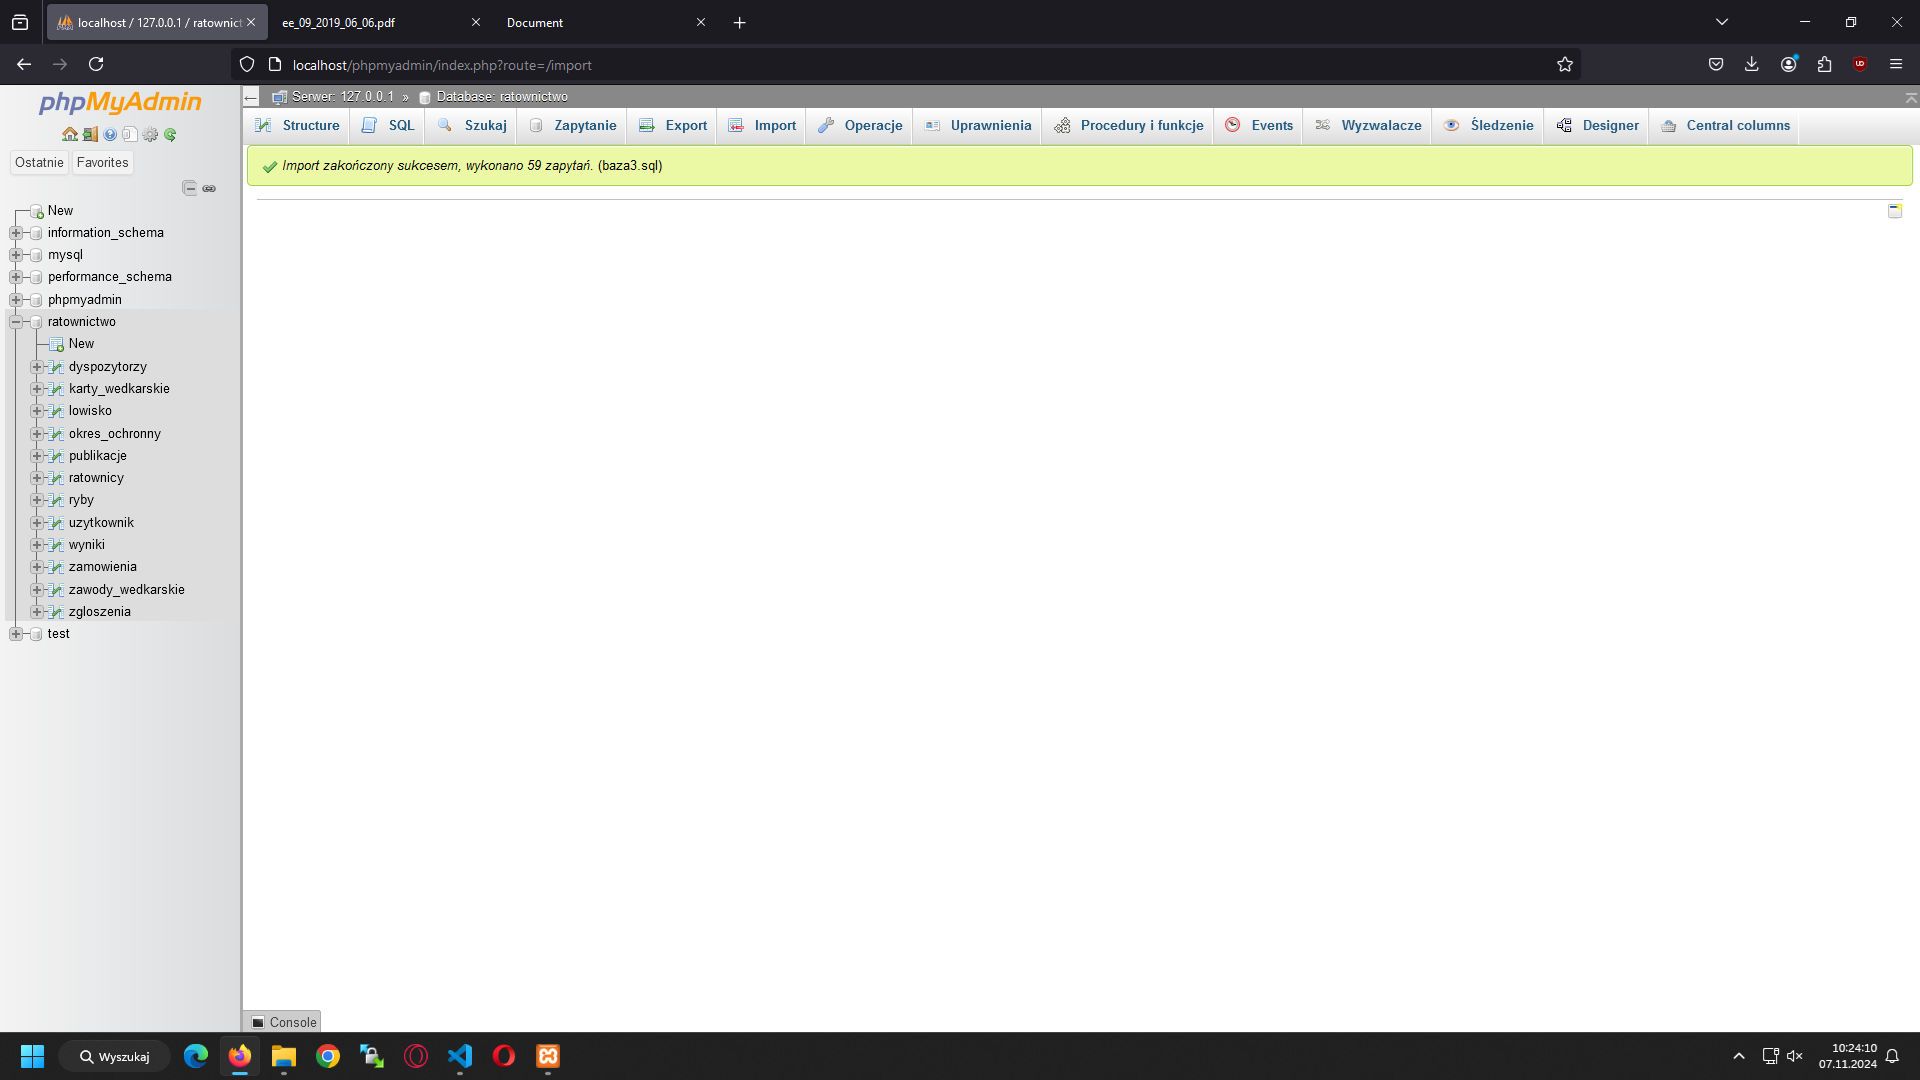 localhost / 127.0.0.1 / ratownict
ee_09_2019_06_06.pdf
Document
localhost/phpmyadmin/index.php?route=/import
phpMyAdmin
Ostatnie
Favorites
New
information_schema
mysql
performance_schema
phpmyadmin
ratownictwo
New
dyspozytorzy
karty_wedkarskie
lowisko
okres_ochronny
publikacje
ratownicy
ryby
uzytkownik
wyniki
zamowienia
zawody_wedkarskie
zgloszenia
test
Serwer: 127.0.0.1 » Database: ratownictwo
Structure SQL Szukaj Zapytanie Export Import Operacje Uprawnienia Procedury i funkcje Events Wyzwalacze Śledzenie Designer Central columns
Import zakończony sukcesem, wykonano 59 zapytań. (baza3.sql)
Console
Wyszukaj
10:24:10
07.11.2024